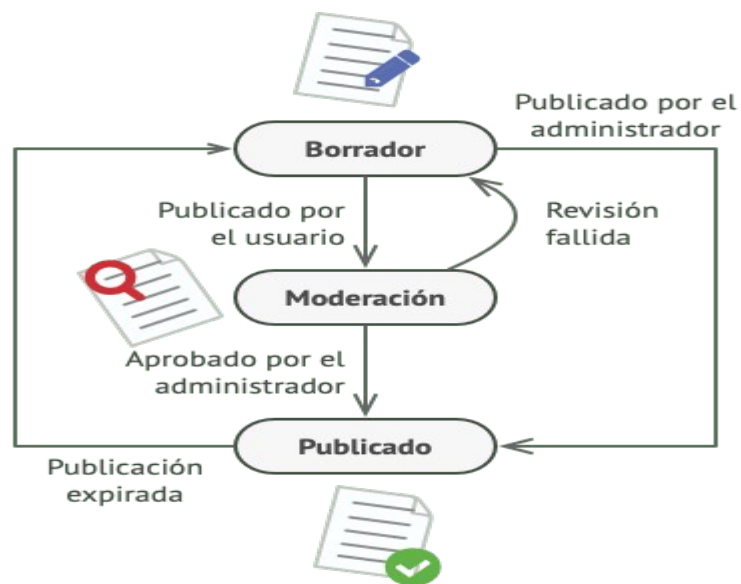 Publicado por el
administrador
Borrador
Publicado por
el usuario
Revisión
fallida
Moderación
Aprobado por el
administrador
Publicado
Publicación
expirada